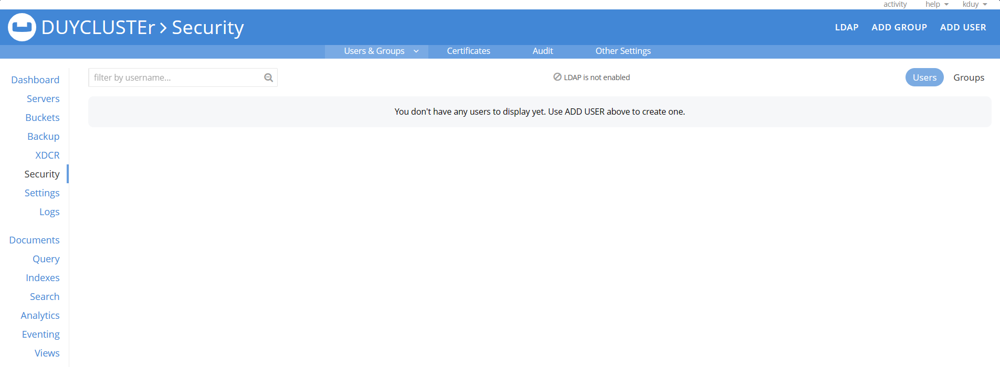 activity help kduy
DUYCLUSTEr > Security
LDAP ADD GROUP ADD USER
Users & Groups Certificates Audit Other Settings
filter by username...
LDAP is not enabled
Users Groups
You don't have any users to display yet. Use ADD USER above to create one.
Dashboard
Servers
Buckets
Backup
XDCR
Security
Settings
Logs
Documents
Query
Indexes
Search
Analytics
Eventing
Views